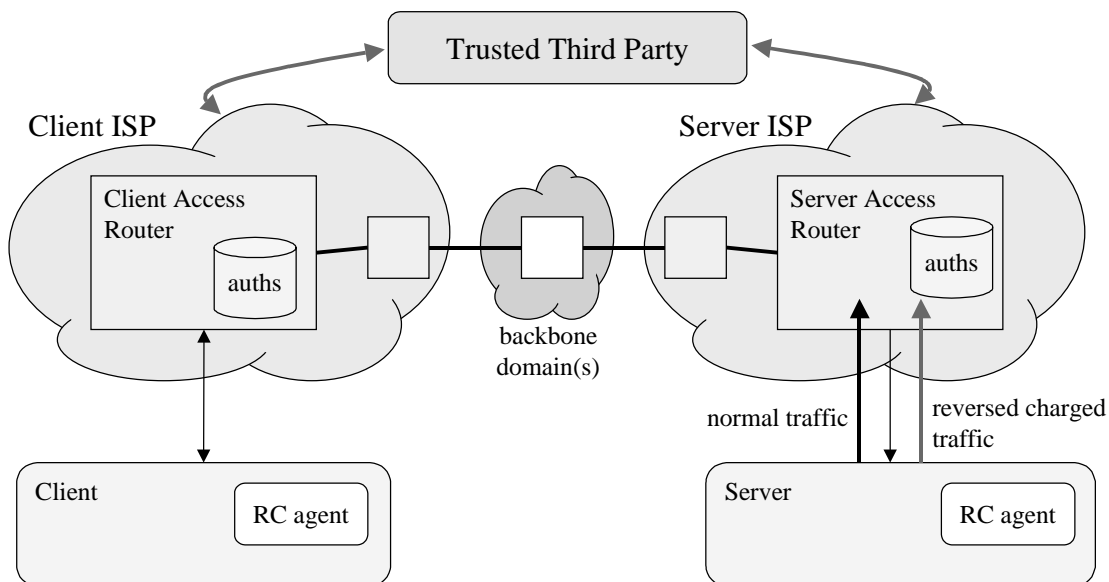 Trusted Third Party
Client ISP
Server ISP
Client Access
Router
auths
Server Access
Router
auths
backbone
domain(s)
normal traffic
reversed charged
traffic
Client
RC agent
Server
RC agent